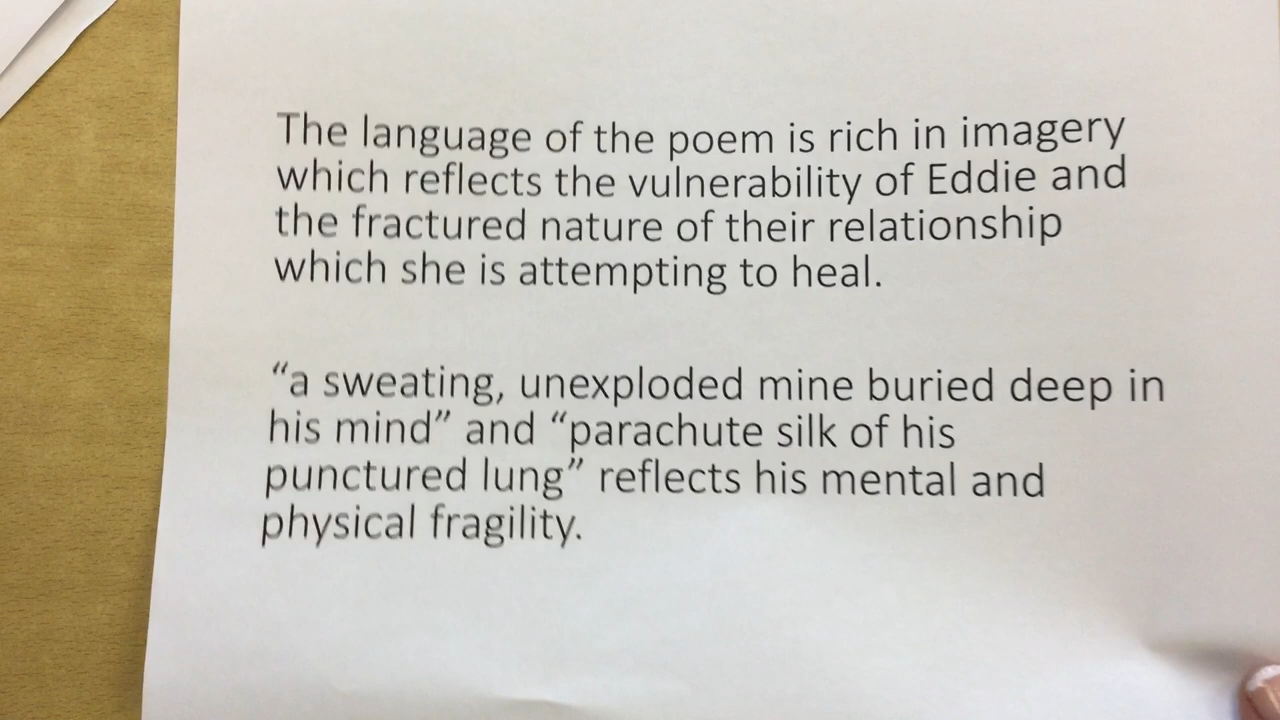 The language of the poem is rich in imagery
which reflects the vulnerability of Eddie and
the fractured nature of their relationship
which she is attempting to heal.
“a sweating, unexploded mine buried deep in
his mind” and “parachute silk of his
punctured lung” reflects his mental and
physical fragility.